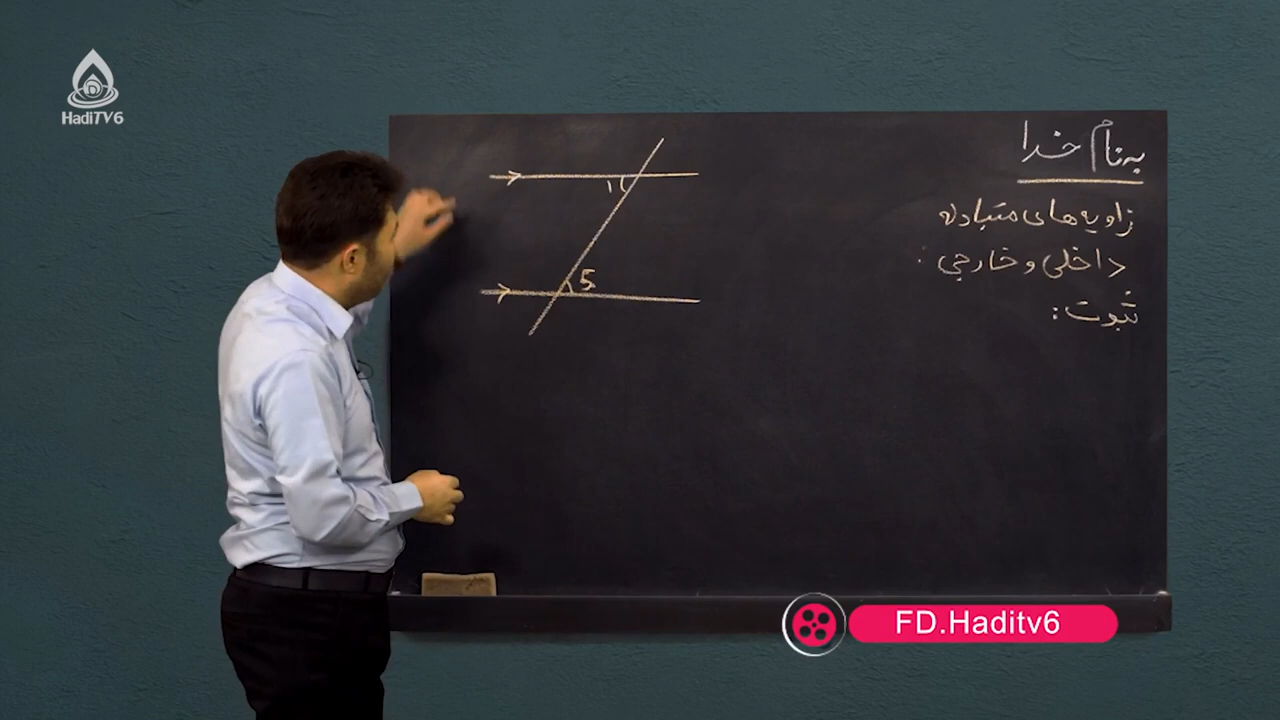 HadiTV6
به نام خدا
زاویه های متبادله
داخلی و خارجی :
ثبوت :
1
5
FD.Haditv6